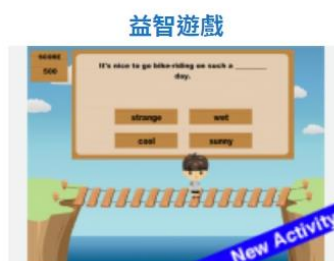 益智遊戲
SCORE
500
It's nice to go bike-riding on such a ________
day.
strange wet
cool sunny
New Activity